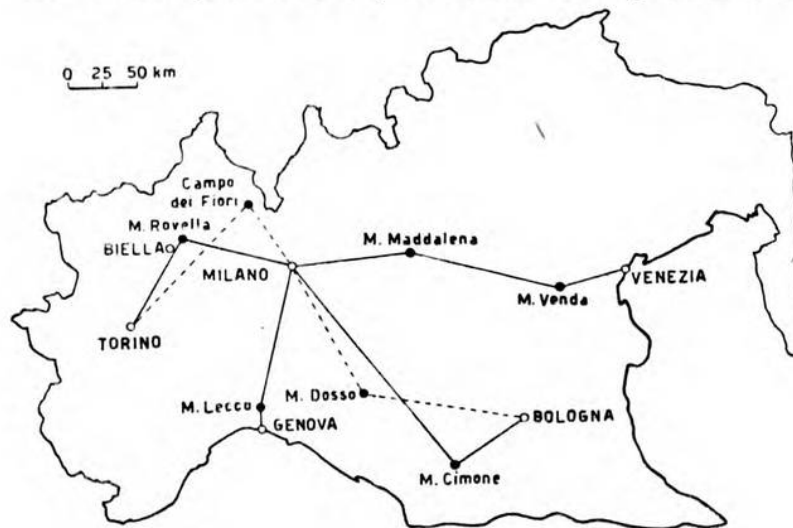 0 25 50 km
Campo
dei Fiori
M. Rovella
BIELLA
M. Maddalena
MILANO
VENEZIA
M. Venda
TORINO
M. Dosso
M. Lecco
BOLOGNA
GENOVA
M. Cimone